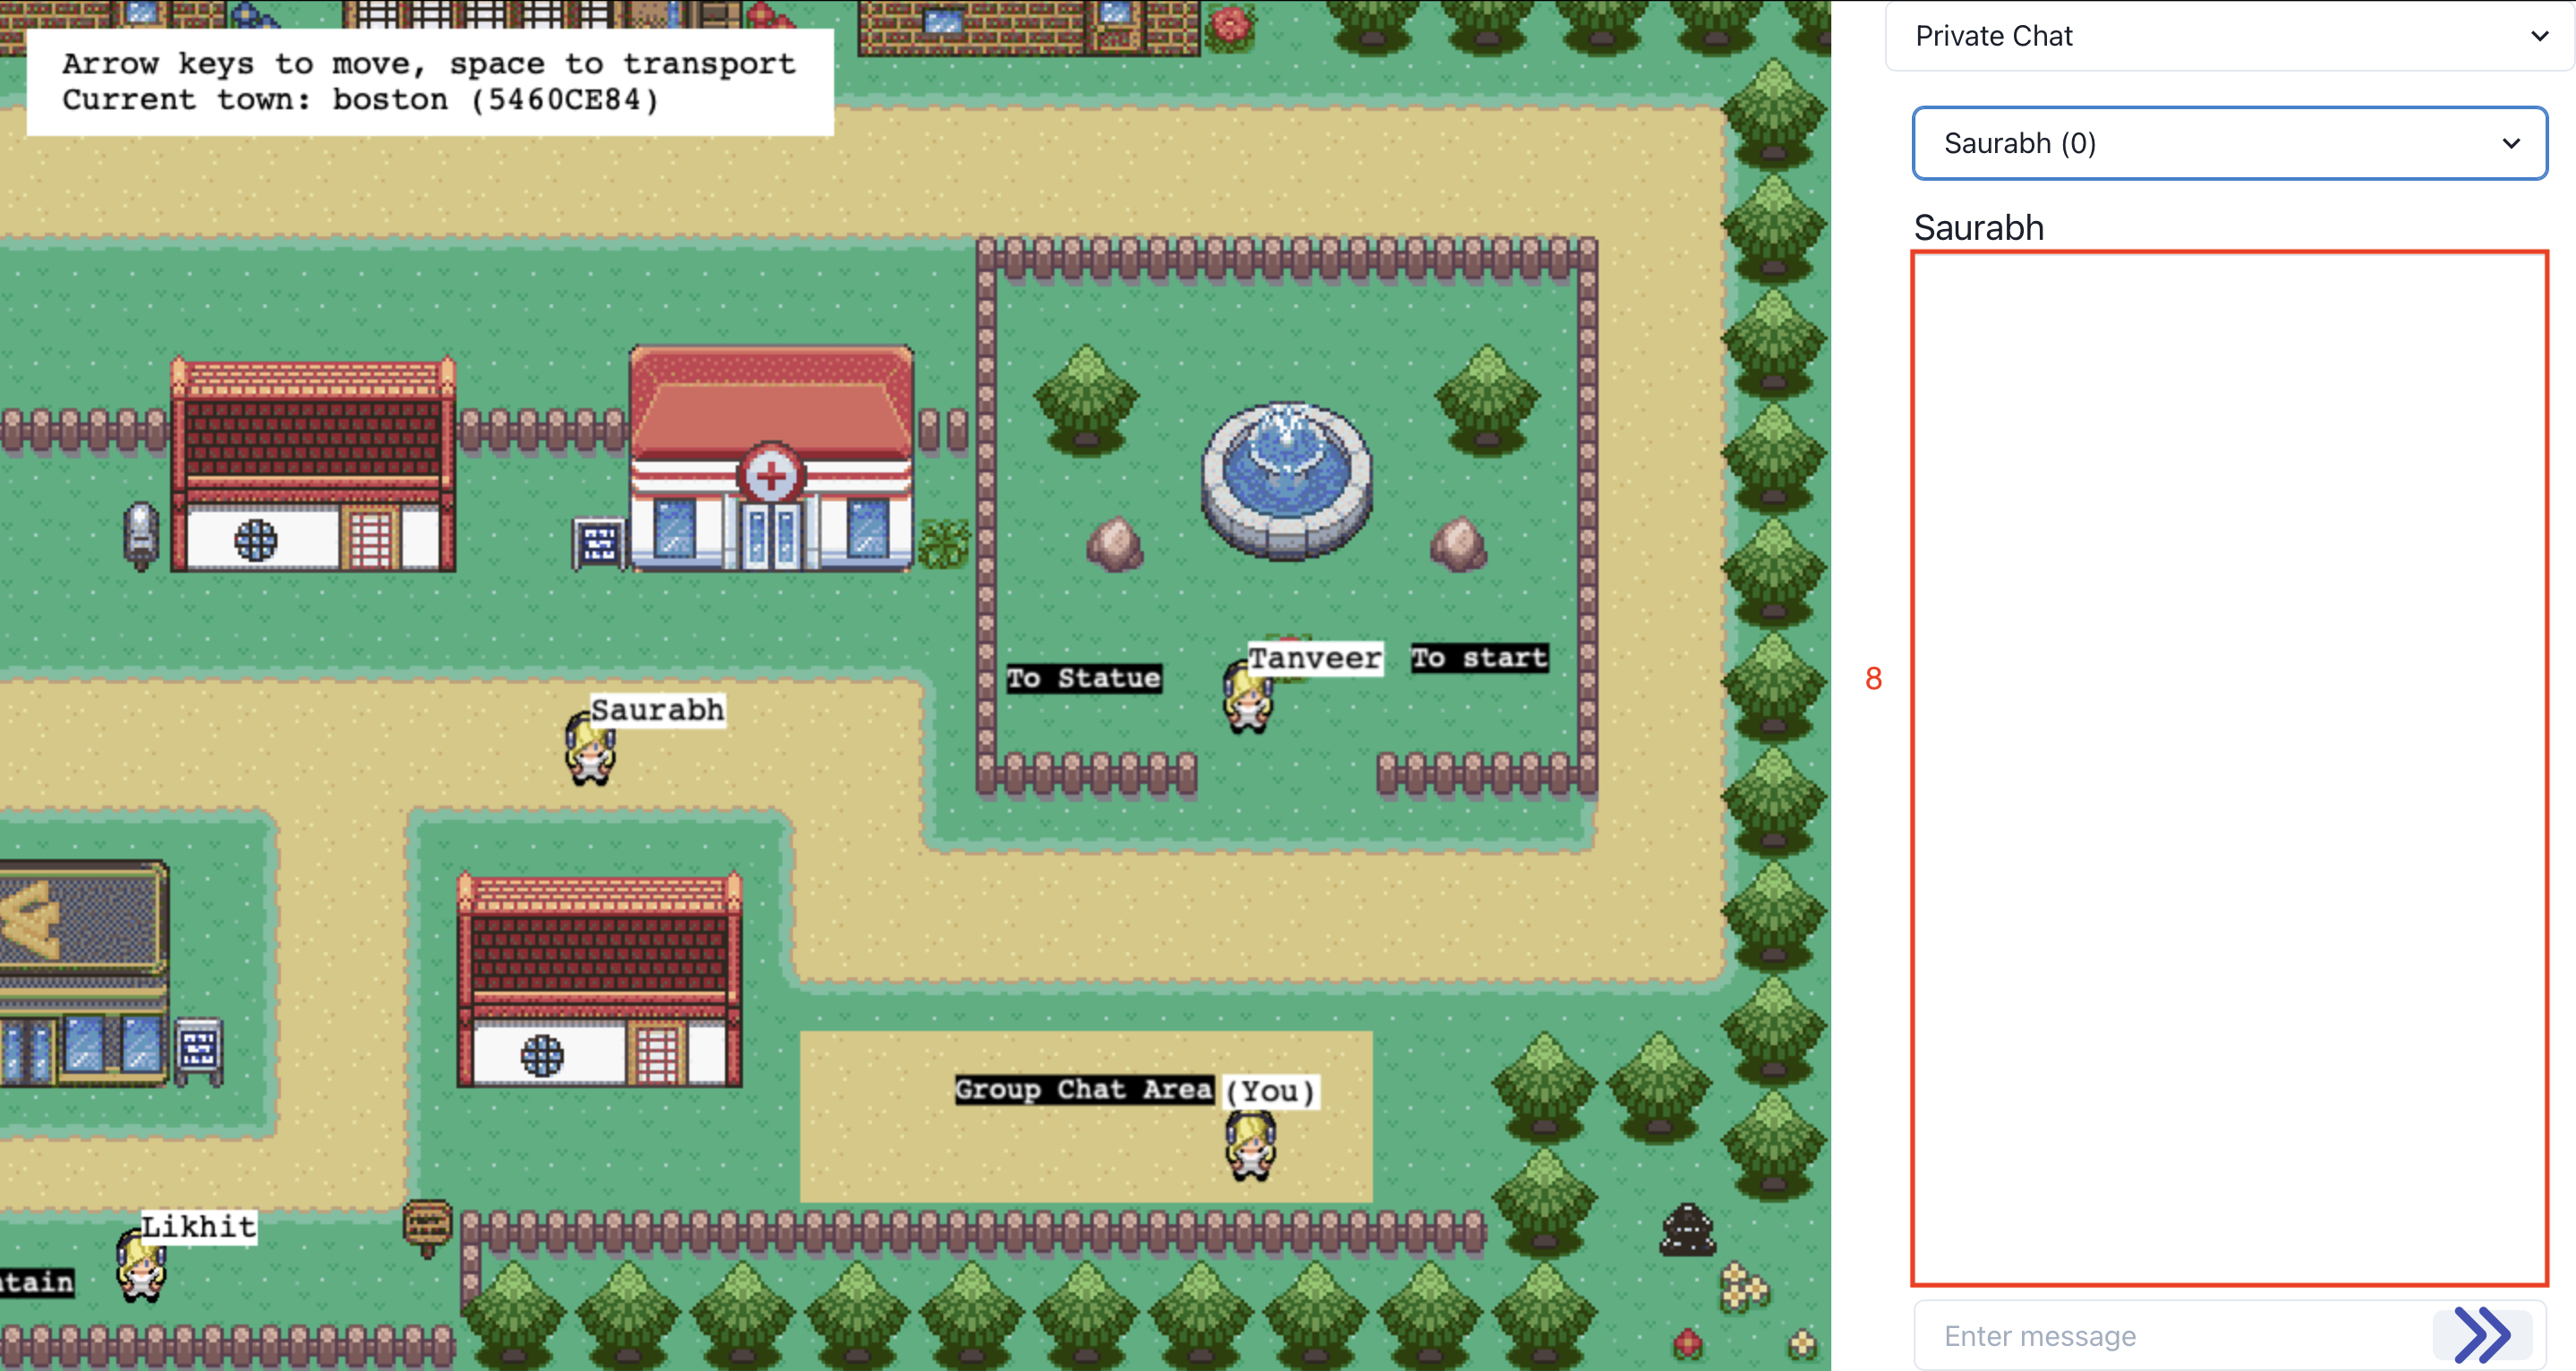 Arrow keys to move, space to transport
Current town: boston (5460CE84)
To Statue
Tanveer
To start
Saurabh
Group Chat Area
(You)
Likhit
ntain
Private Chat
Saurabh (0)
Saurabh
8
Enter message